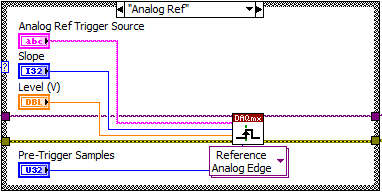 "Analog Ref"
Analog Ref Trigger Source
abc
Slope
I32
?
Level (V)
DBL
DAQmx
Pre-Trigger Samples
U32
Reference
Analog Edge